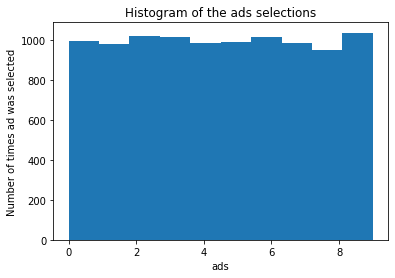 Histogram of the ads selections
Number of times ad was selected
1000
800
600
400
200
0
0 2 4 6 8
ads